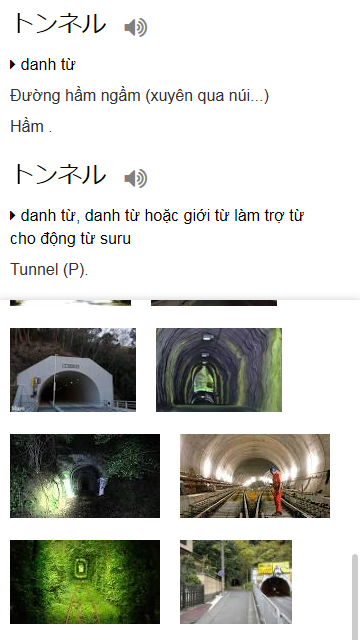 トンネル
danh từ
Đường hầm ngầm (xuyên qua núi...)
Hầm .
トンネル
danh từ, danh từ hoặc giới từ làm trợ từ
cho động từ suru
Tunnel (P).